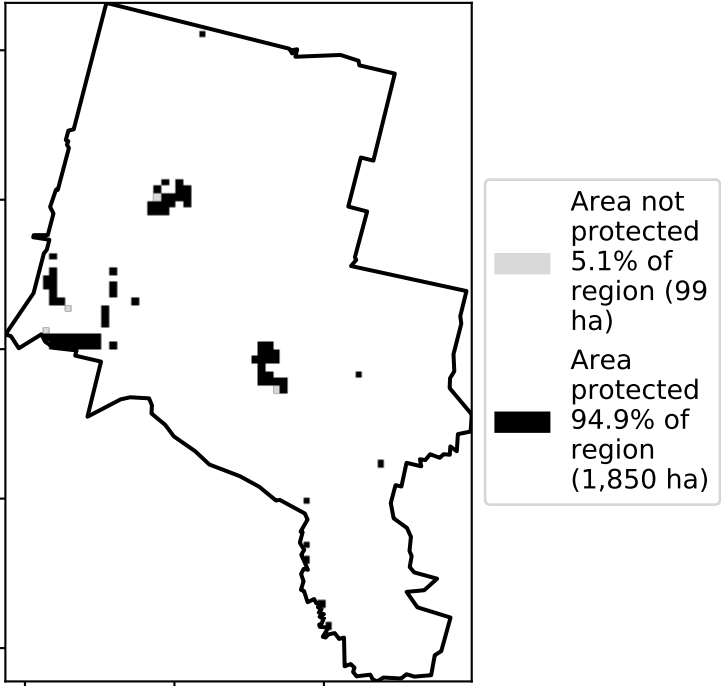 Area not
protected
5.1% of
region (99
ha)
Area
protected
94.9% of
region
(1,850 ha)